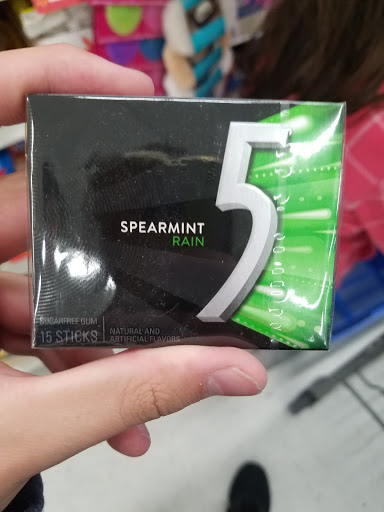 5
SPEARMINT
RAIN
SUGARFREE GUM
15 STICKS
NATURAL AND
ARTIFICIAL FLAVORS